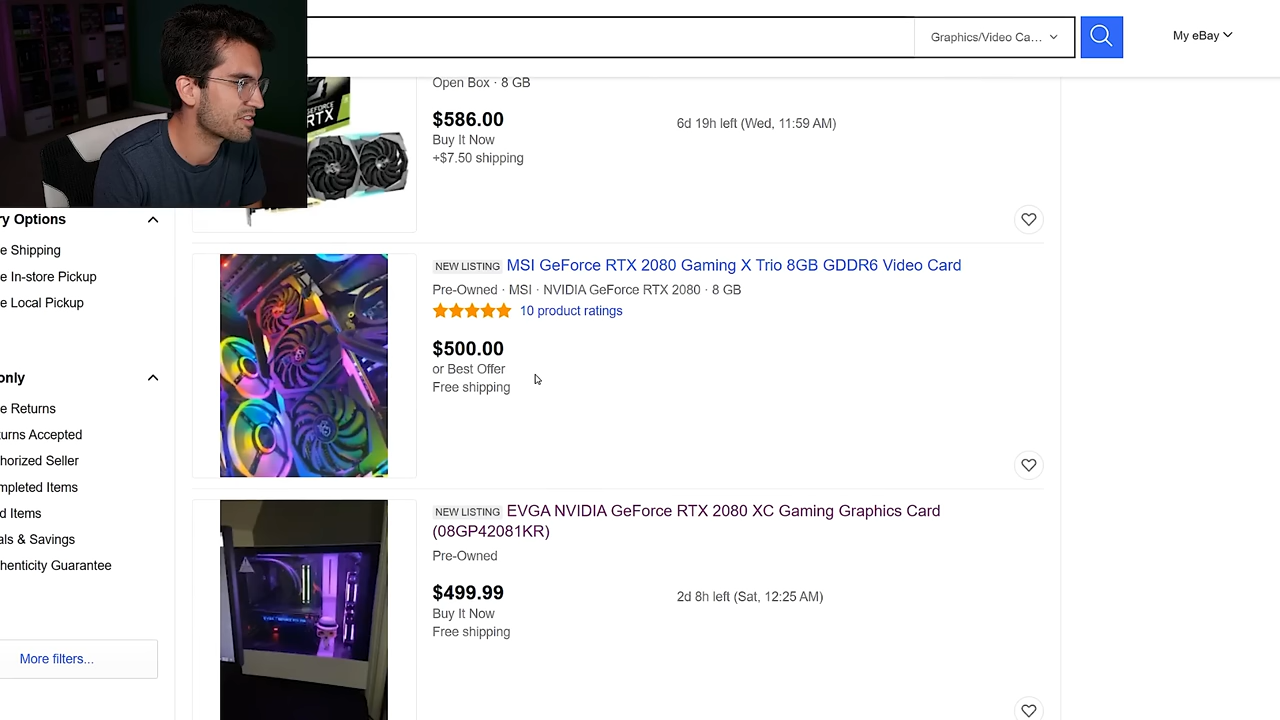 Graphics/Video Ca...
My eBay
Open Box · 8 GB
$586.00
Buy It Now
+$7.50 shipping
6d 19h left (Wed, 11:59 AM)
GEFORCE
RTX
ry Options
e Shipping
e In-store Pickup
e Local Pickup
only
e Returns
turns Accepted
horized Seller
mpleted Items
d Items
als & Savings
henticity Guarantee
More filters...
NEW LISTING MSI GeForce RTX 2080 Gaming X Trio 8GB GDDR6 Video Card
Pre-Owned · MSI · NVIDIA GeForce RTX 2080 · 8 GB
10 product ratings
$500.00
or Best Offer
Free shipping
NEW LISTING EVGA NVIDIA GeForce RTX 2080 XC Gaming Graphics Card
(08GP42081KR)
Pre-Owned
$499.99
Buy It Now
Free shipping
2d 8h left (Sat, 12:25 AM)